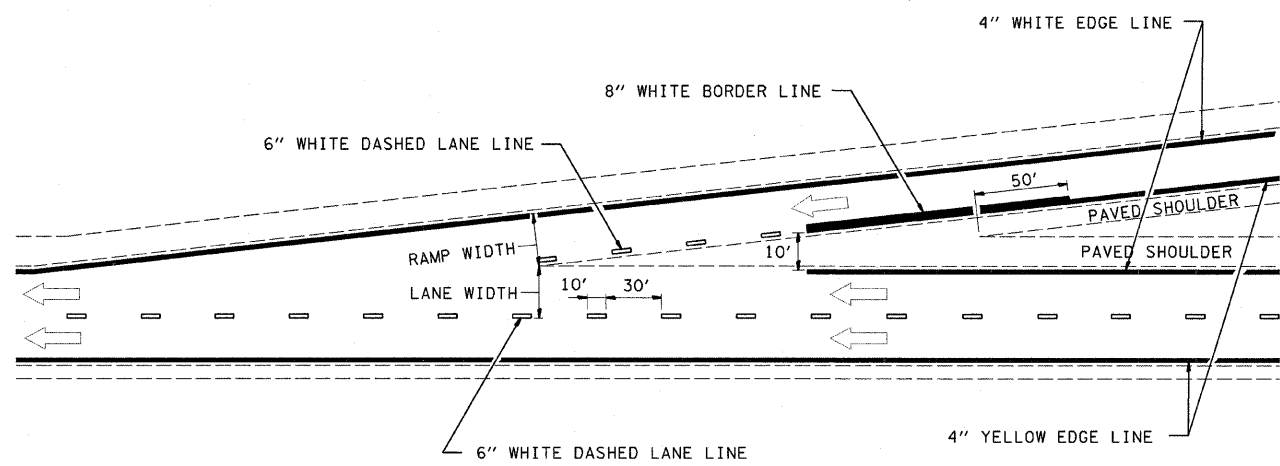 4" WHITE EDGE LINE
8" WHITE BORDER LINE
6" WHITE DASHED LANE LINE
50'
PAVED SHOULDER
RAMP WIDTH
10'
PAVED SHOULDER
LANE WIDTH
10'
30'
4" YELLOW EDGE LINE
6" WHITE DASHED LANE LINE